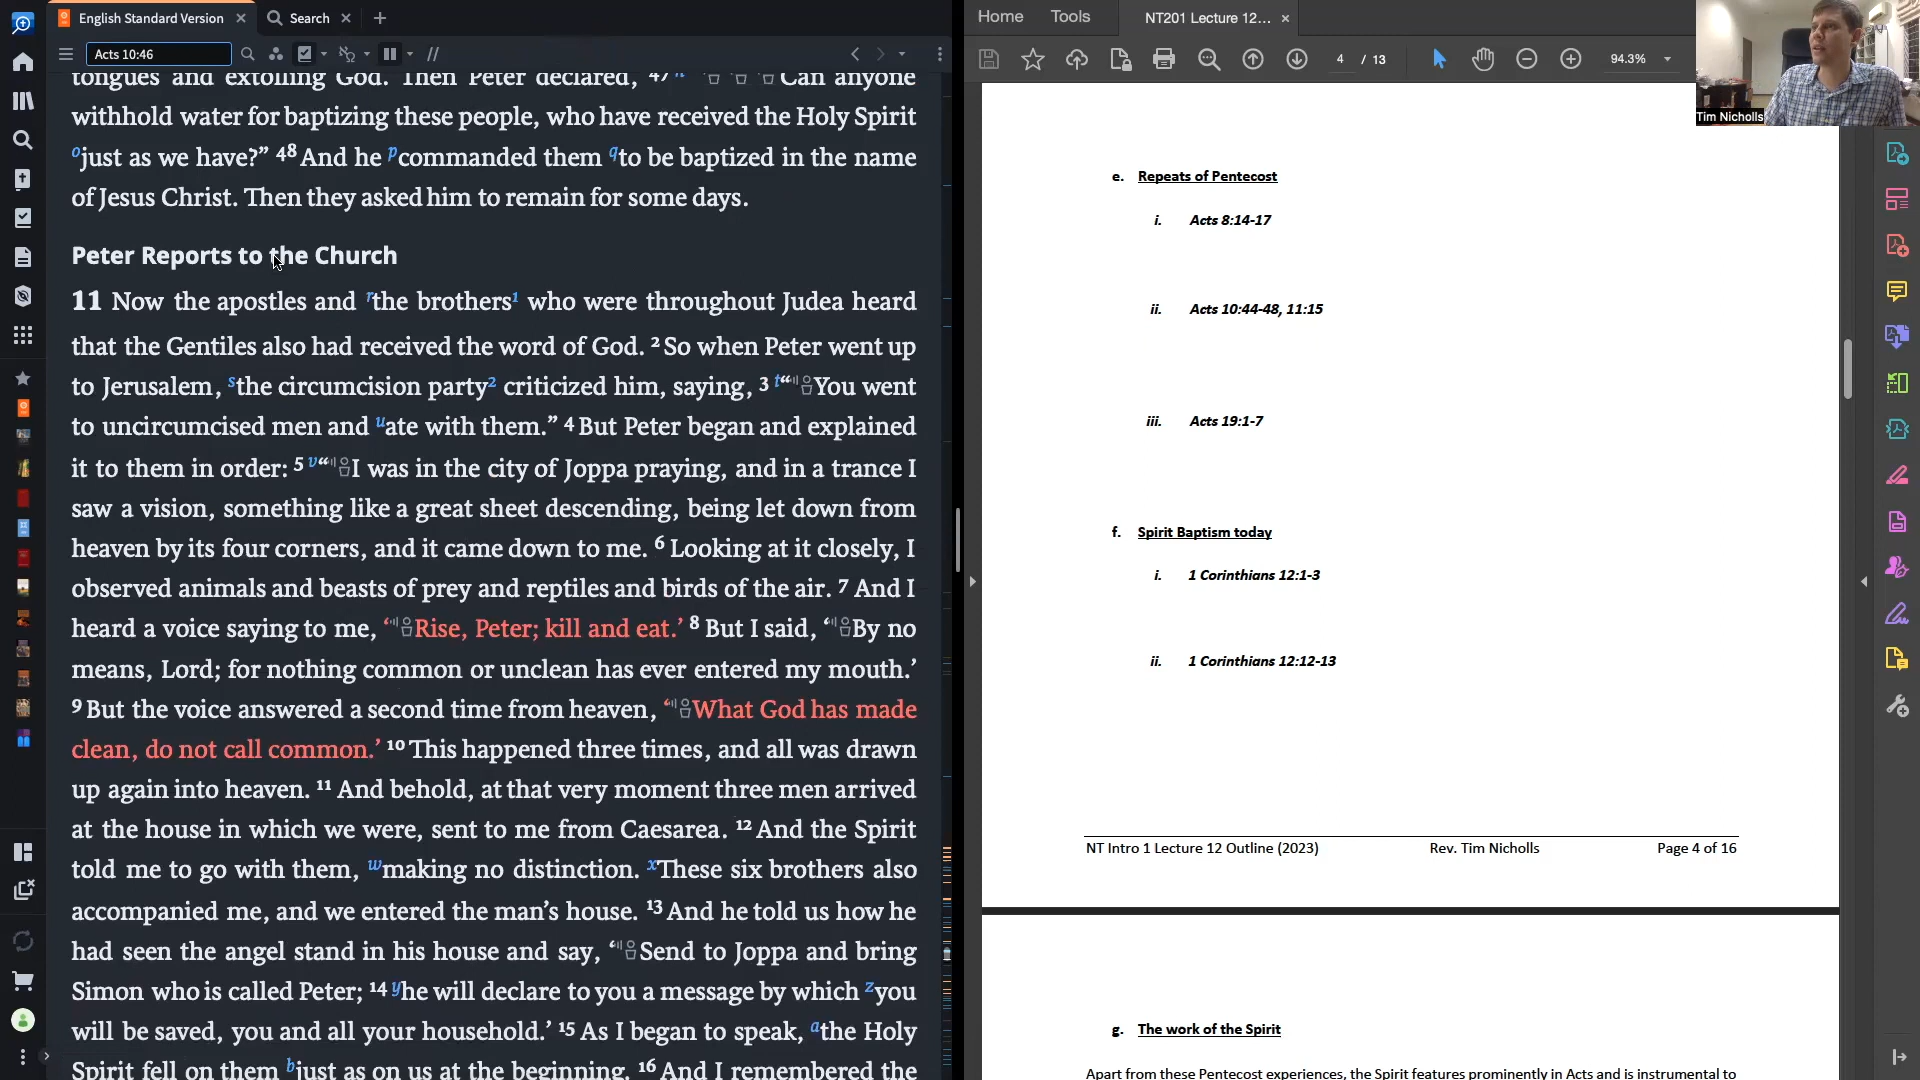 English Standard Version
Search
Acts 10:46
tongues and extolling God. Then Peter declared, 47 n “Can anyone
withhold water for baptizing these people, who have received the Holy Spirit
o just as we have?” 48 And he p commanded them q to be baptized in the name
of Jesus Christ. Then they asked him to remain for some days.
Peter Reports to the Church
11 Now the apostles and r the brothers1 who were throughout Judea heard
that the Gentiles also had received the word of God. 2 So when Peter went up
to Jerusalem, s the circumcision party2 criticized him, saying, 3 t “You went
to uncircumcised men and u ate with them.” 4 But Peter began and explained
it to them in order: 5 v “I was in the city of Joppa praying, and in a trance I
saw a vision, something like a great sheet descending, being let down from
heaven by its four corners, and it came down to me. 6 Looking at it closely, I
observed animals and beasts of prey and reptiles and birds of the air. 7 And I
heard a voice saying to me, ‘Rise, Peter; kill and eat.’ 8 But I said, ‘By no
means, Lord; for nothing common or unclean has ever entered my mouth.’
9 But the voice answered a second time from heaven, ‘What God has made
clean, do not call common.’ 10 This happened three times, and all was drawn
up again into heaven. 11 And behold, at that very moment three men arrived
at the house in which we were, sent to me from Caesarea. 12 And the Spirit
told me to go with them, w making no distinction. x These six brothers also
accompanied me, and we entered the man’s house. 13 And he told us how he
had seen the angel stand in his house and say, ‘Send to Joppa and bring
Simon who is called Peter; 14 y he will declare to you a message by which z you
will be saved, you and all your household.’ 15 As I began to speak, a the Holy
Spirit fell on them b just as on us at the beginning. 16 And I remembered the
Home Tools NT201 Lecture 12...
4 / 13
94.3%
Tim Nicholls
e. Repeats of Pentecost
i. Acts 8:14-17
ii. Acts 10:44-48, 11:15
iii. Acts 19:1-7
f. Spirit Baptism today
i. 1 Corinthians 12:1-3
ii. 1 Corinthians 12:12-13
NT Intro 1 Lecture 12 Outline (2023) Rev. Tim Nicholls Page 4 of 16
g. The work of the Spirit
Apart from these Pentecost experiences, the Spirit features prominently in Acts and is instrumental to